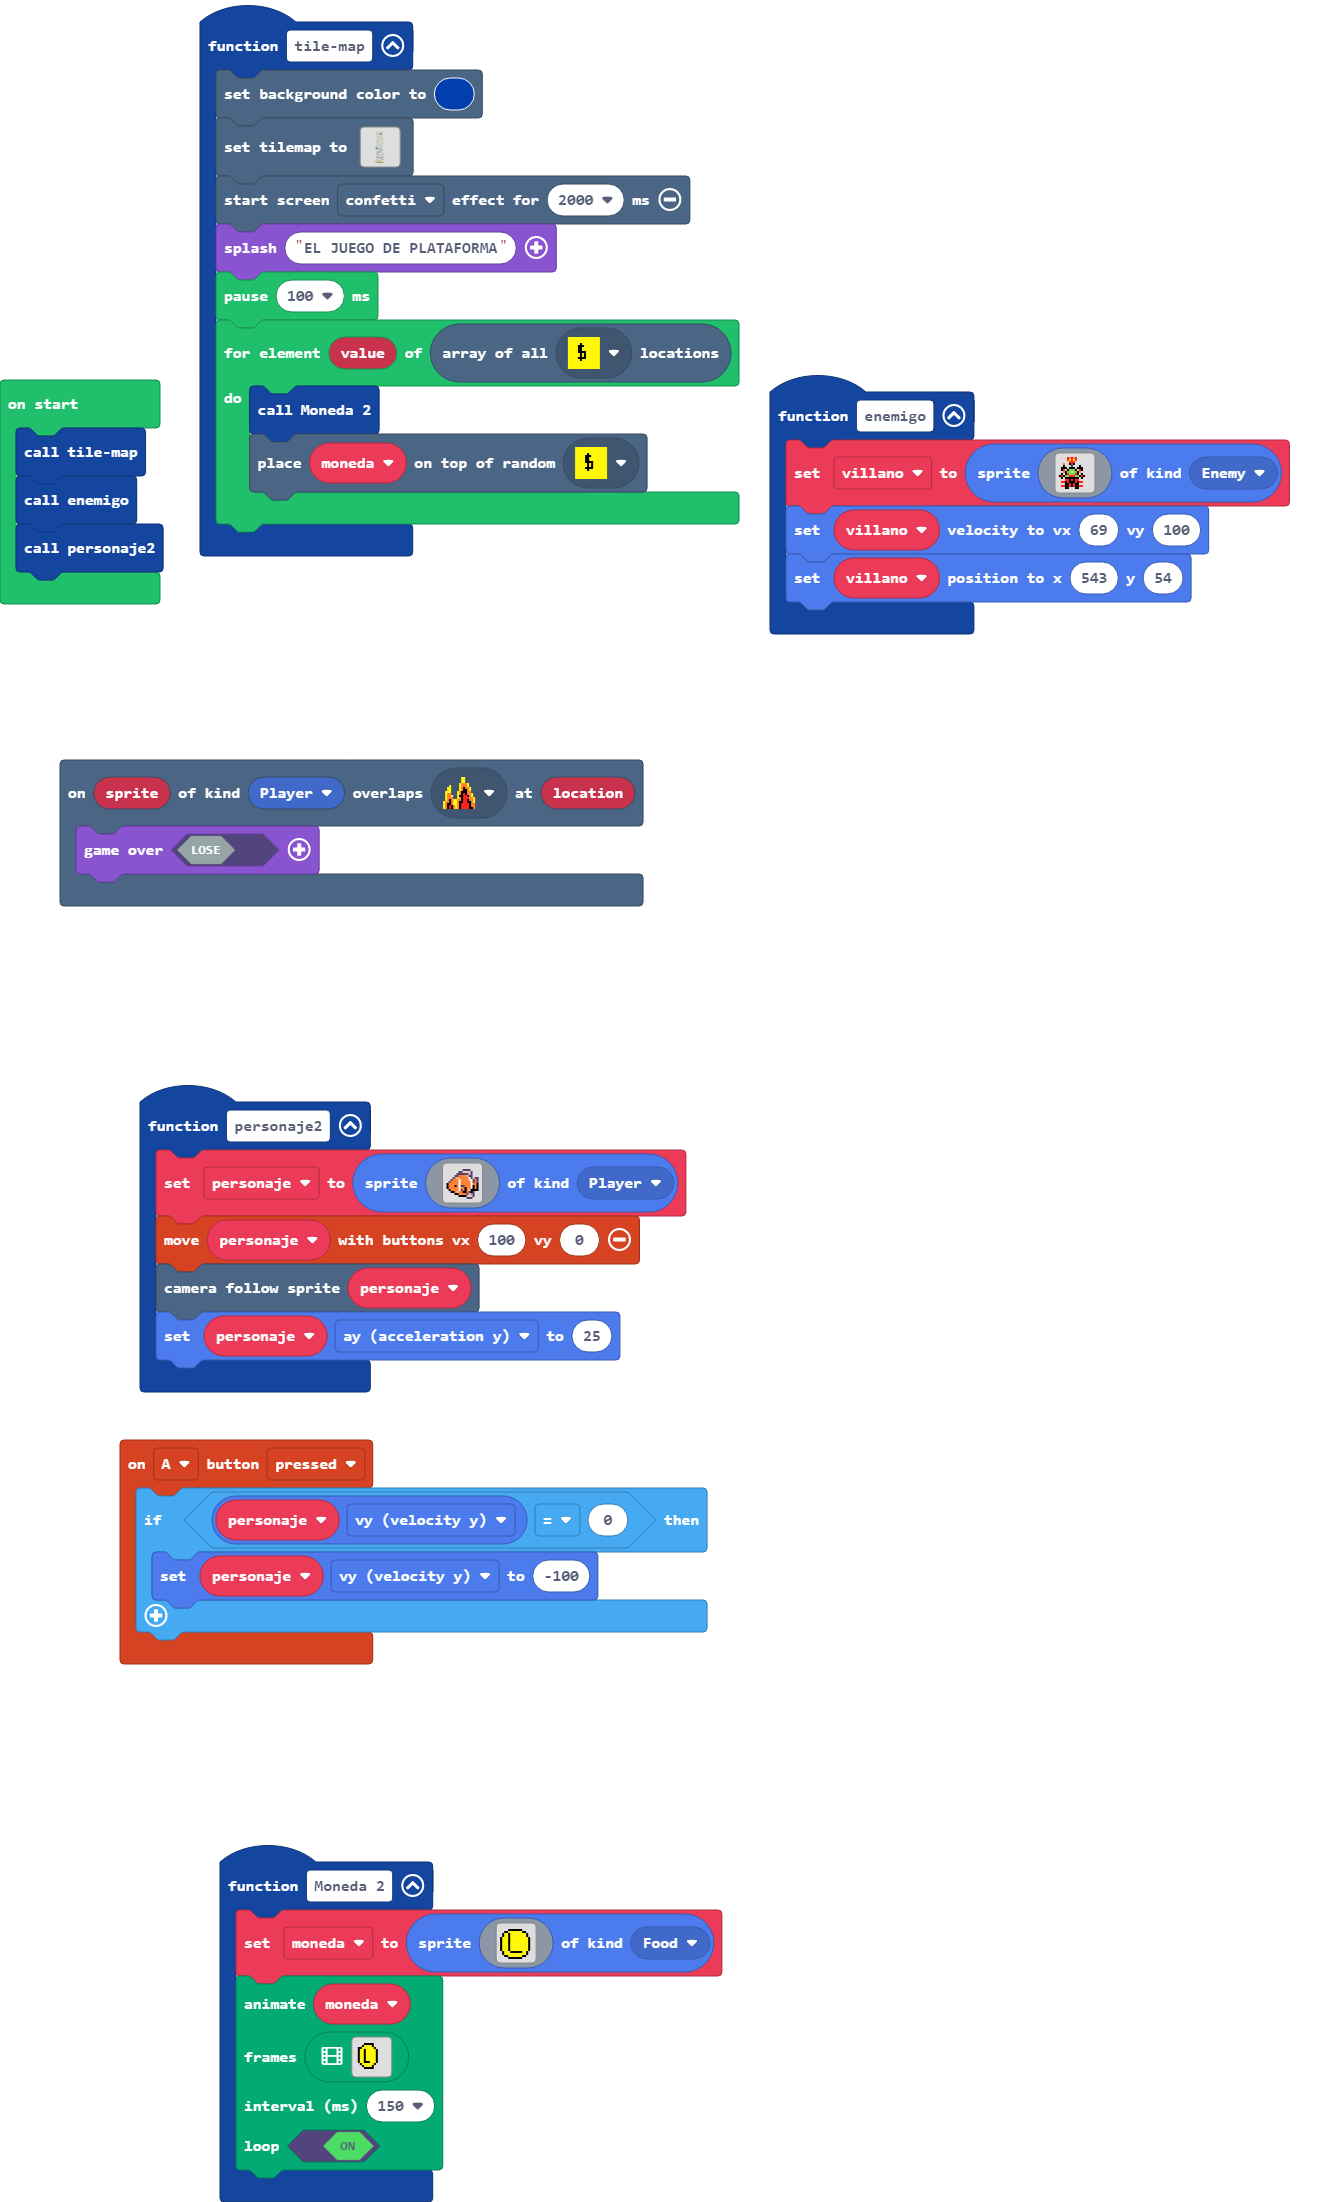 function tile-map
set background color to
set tilemap to
start screen confetti effect for 2000 ms
splash "EL JUEGO DE PLATAFORMA"
pause 100 ms
for element value of array of all $ locations
do
call Moneda 2
place moneda on top of random $
on start
call tile-map
call enemigo
call personaje2
function enemigo
set villano to sprite of kind Enemy
set villano velocity to vx 69 vy 100
set villano position to x 543 y 54
on sprite of kind Player overlaps at location
game over LOSE
function personaje2
set personaje to sprite of kind Player
move personaje with buttons vx 100 vy 0
camera follow sprite personaje
set personaje ay (acceleration y) to 25
on A button pressed
if personaje vy (velocity y) = 0 then
set personaje vy (velocity y) to -100
function Moneda 2
set moneda to sprite L of kind Food
animate moneda
frames L
interval (ms) 150
loop ON